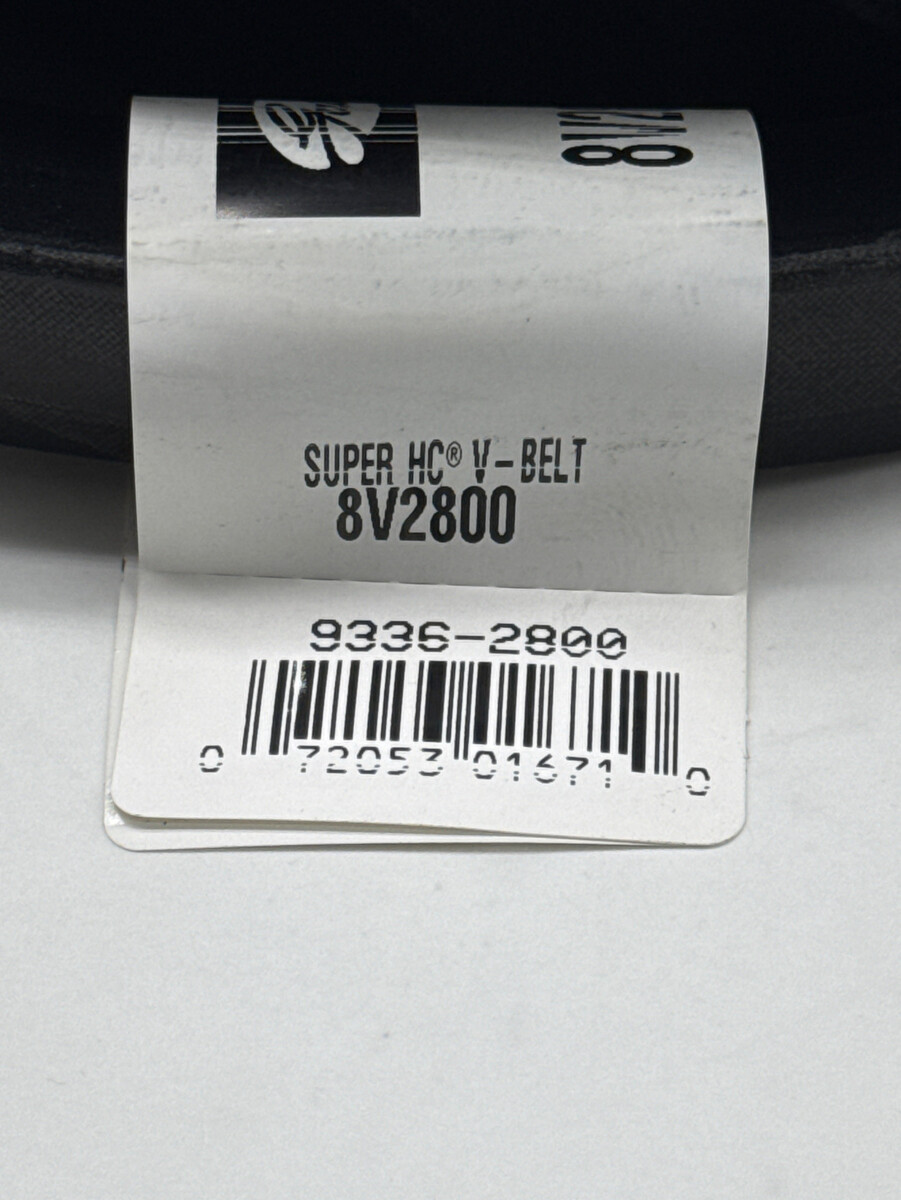 SUPER HC® V-BELT
8V2800
9336-2800
0 72053 01671 0